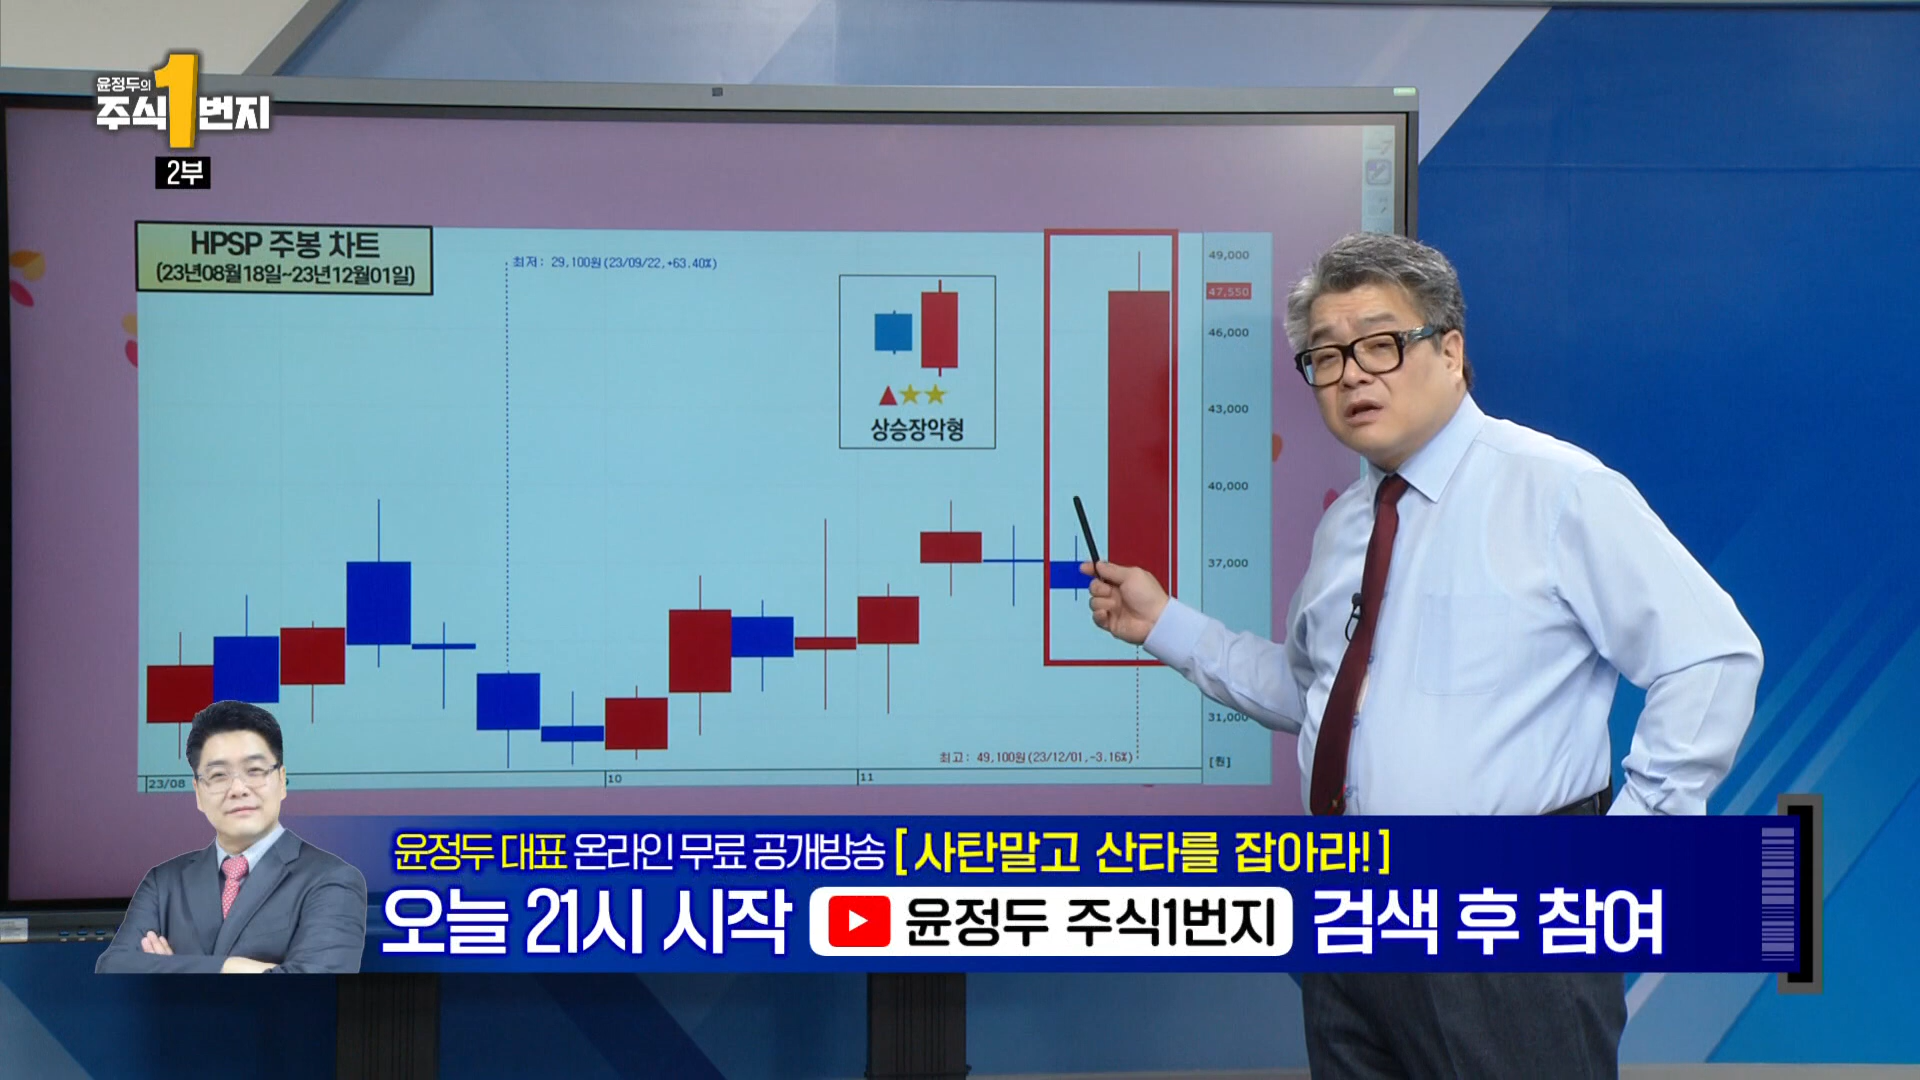 윤정두의
주식1번지
2부
HPSP 주봉 차트
(23년08월18일~23년12월01일)
최저: 29,100원(23/09/22,+63.40%)
상승장악형
49,000
47,550
46,000
43,000
40,000
37,000
31,000
[원]
최고: 49,100원(23/12/01,-3.16%)
23/08
10
11
윤정두 대표 온라인 무료 공개방송 [사탄말고 산타를 잡아라!]
오늘 21시 시작 윤정두 주식1번지 검색 후 참여